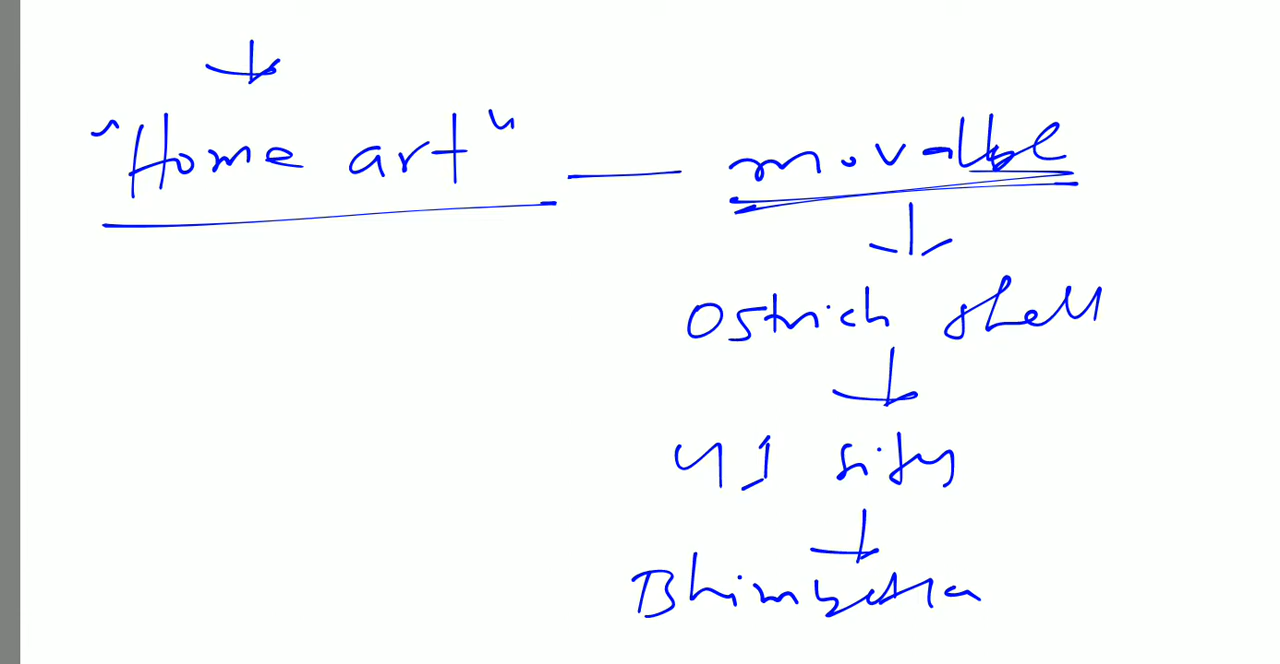 "Home art" — movable
Ostrich shell
41 sites
Bhimbetka